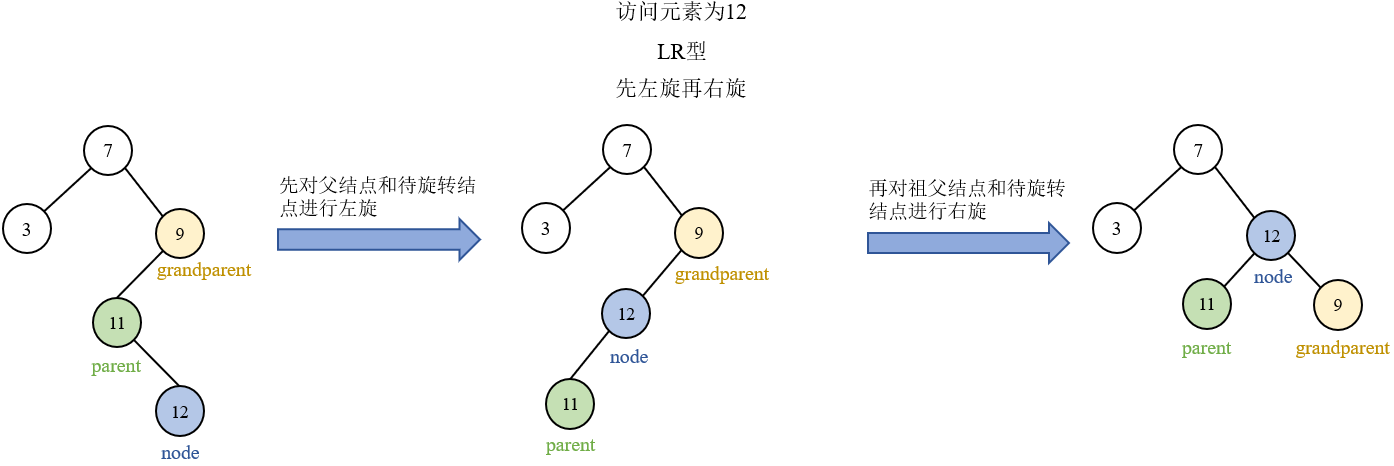 访问元素为12
LR型
先左旋再右旋
7
3
9
grandparent
11
parent
12
node
先对父结点和待旋转结
点进行左旋
7
3
9
grandparent
12
node
11
parent
再对祖父结点和待旋转
结点进行右旋
7
3
12
node
11
parent
9
grandparent